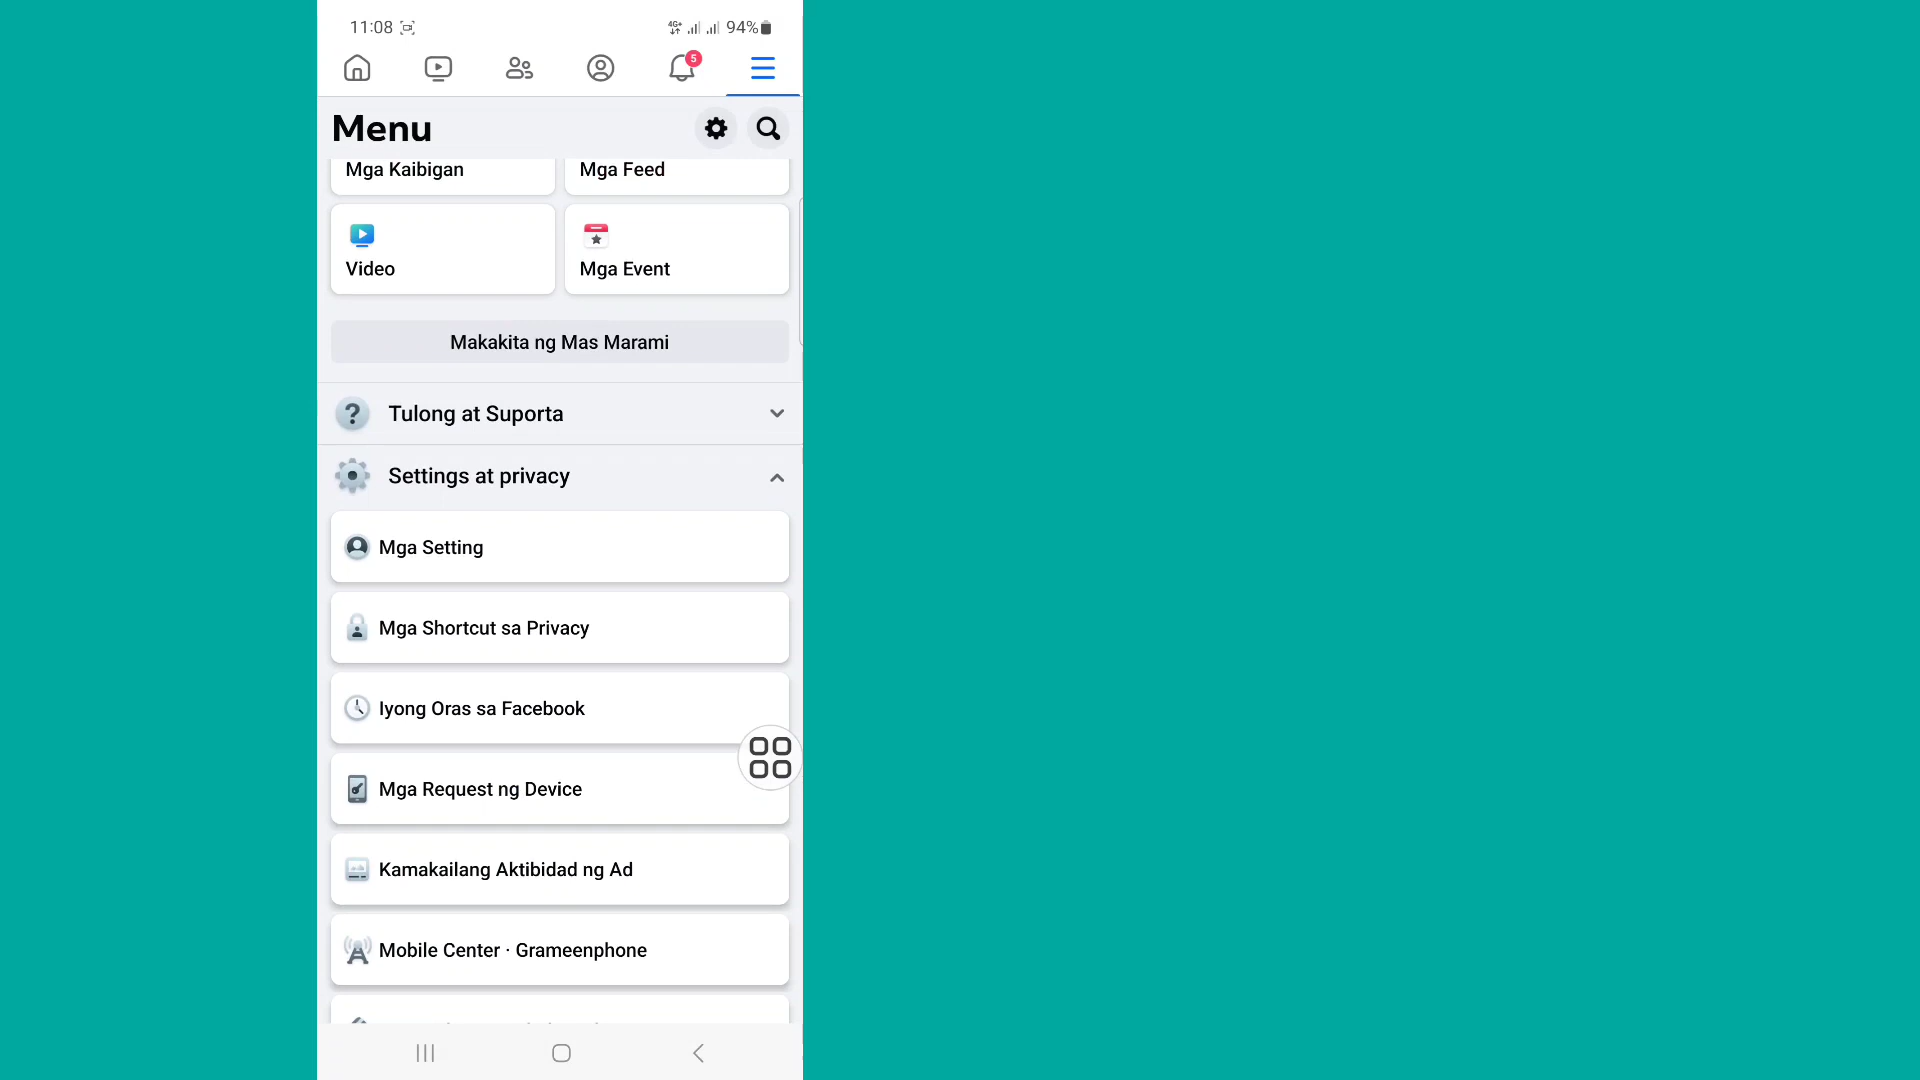 11:08
4G+
94%
5
Menu
Mga Kaibigan
Mga Feed
Video
Mga Event
Makakita ng Mas Marami
Tulong at Suporta
Settings at privacy
Mga Setting
Mga Shortcut sa Privacy
Iyong Oras sa Facebook
Mga Request ng Device
Kamakailang Aktibidad ng Ad
Mobile Center · Grameenphone